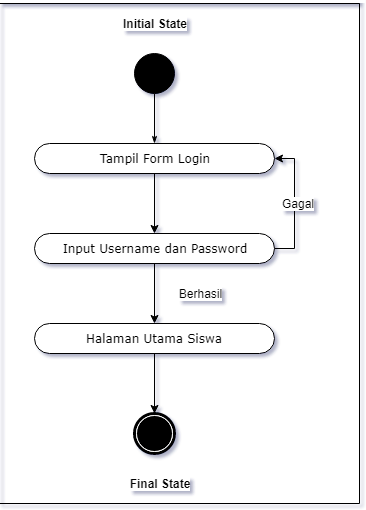 Initial State
Tampil Form Login
Gagal
Input Username dan Password
Berhasil
Halaman Utama Siswa
Final State